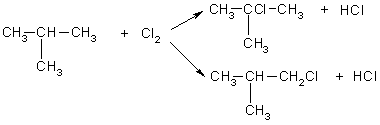 CH₃—CCl—CH₃ + HCl
CH₃
CH₃—CH—CH₃ + Cl₂
CH₃
CH₃—CH—CH₂Cl + HCl
CH₃